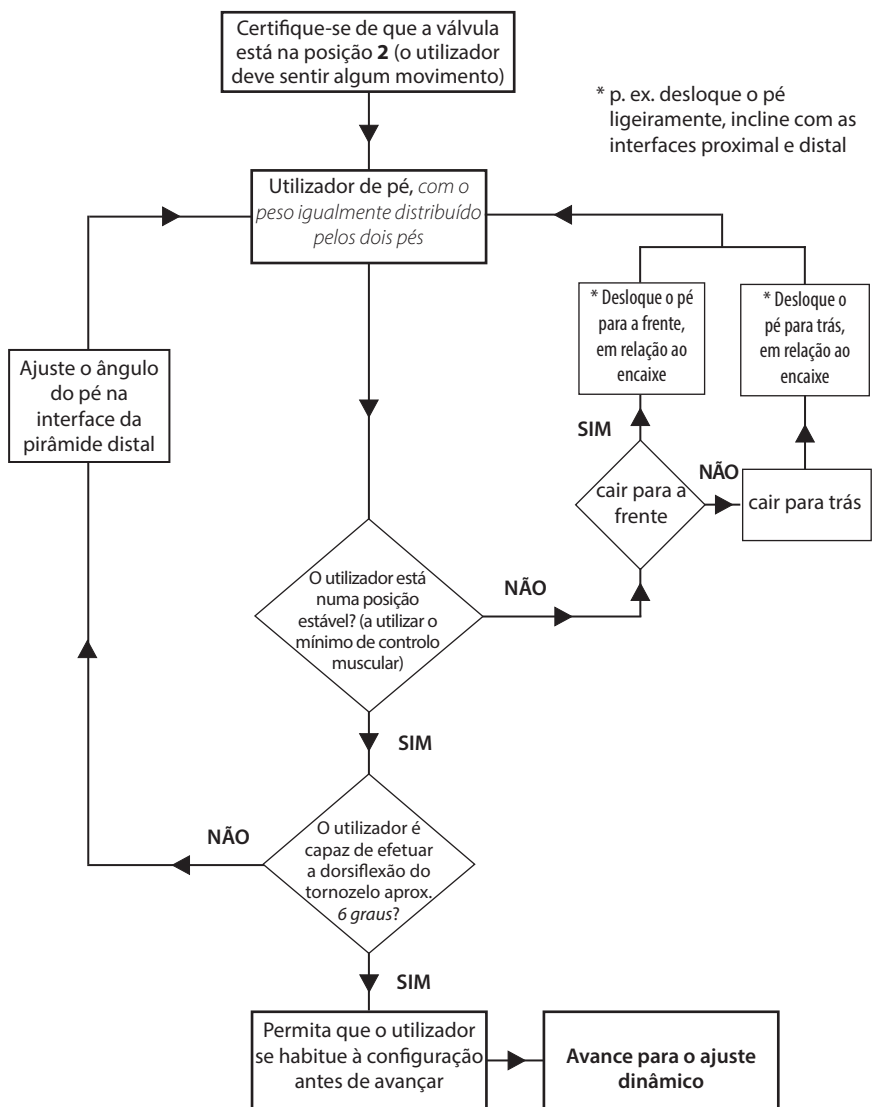 Certifique-se de que a válvula
está na posição 2 (o utilizador
deve sentir algum movimento)
* p. ex. desloque o pé
ligeiramente, incline com as
interfaces proximal e distal
Utilizador de pé, com o
peso igualmente distribuído
pelos dois pés
* Desloque o pé
para a frente,
em relação ao
encaixe
* Desloque o
pé para trás,
em relação ao
encaixe
Ajuste o ângulo
do pé na
interface da
pirâmide distal
SIM
NÃO
cair para a
frente
cair para trás
O utilizador está
numa posição
estável? (a utilizar o
mínimo de controlo
muscular)
NÃO
SIM
NÃO
O utilizador é
capaz de efetuar
a dorsiflexão do
tornozelo aprox.
6 graus?
SIM
Permita que o utilizador
se habitue à configuração
antes de avançar
Avance para o ajuste
dinâmico